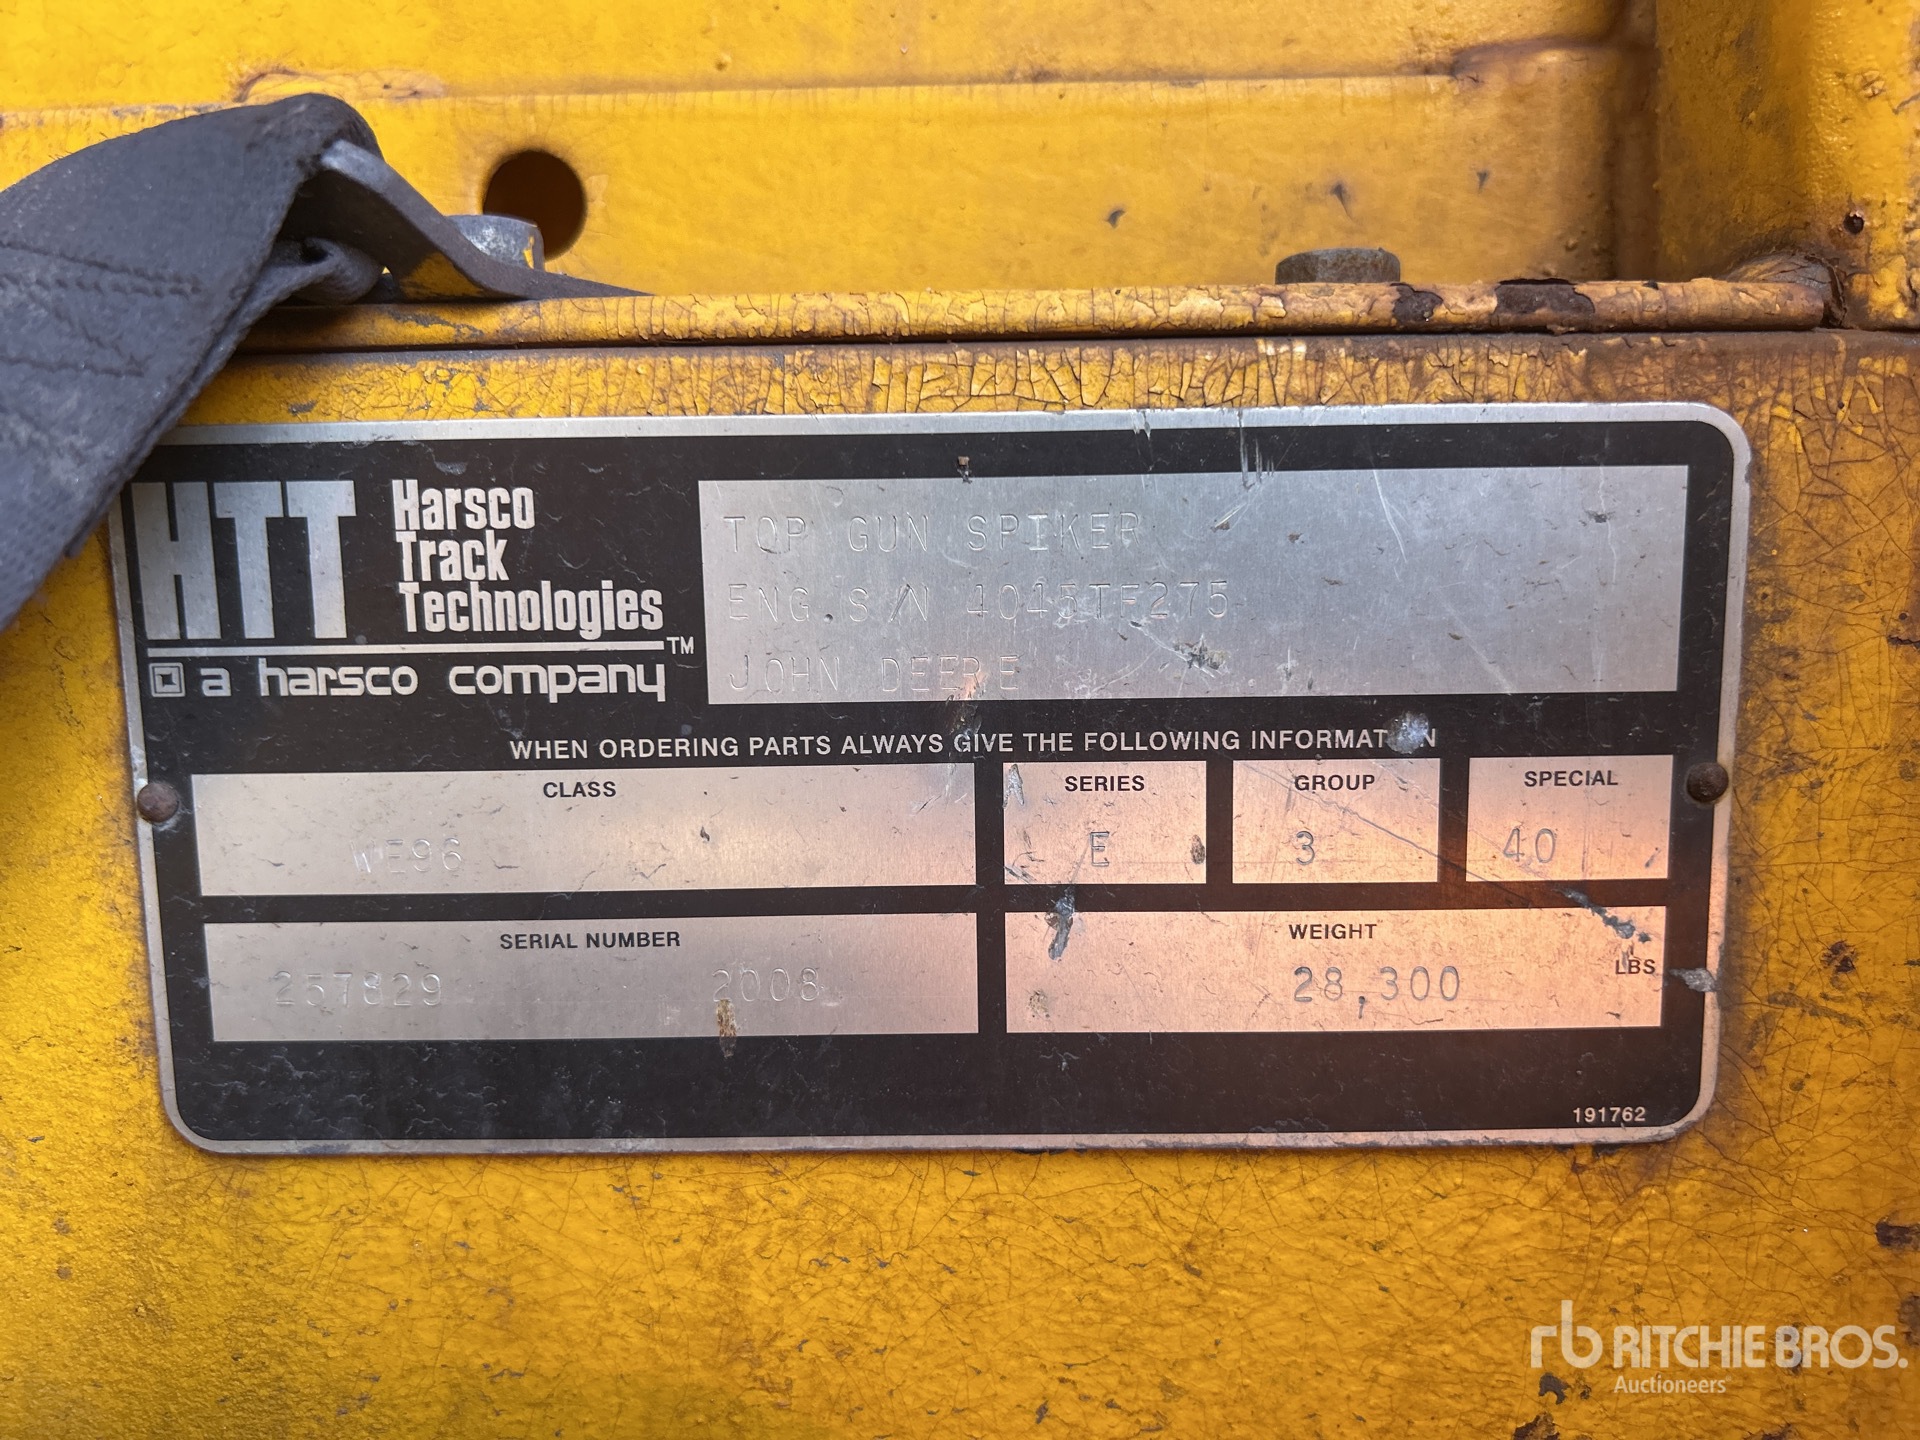 HTT
Harsco
Track
Technologies
TM
a harsco company
TOP GUN SPIKER
ENG.S/N 4045TF275
JOHN DEERE
WHEN ORDERING PARTS ALWAYS GIVE THE FOLLOWING INFORMATION
CLASS
WE96
SERIES
E
GROUP
3
SPECIAL
40
SERIAL NUMBER
257829 2008
WEIGHT
28,300 LBS
191762
rb RITCHIE BROS.
Auctioneers